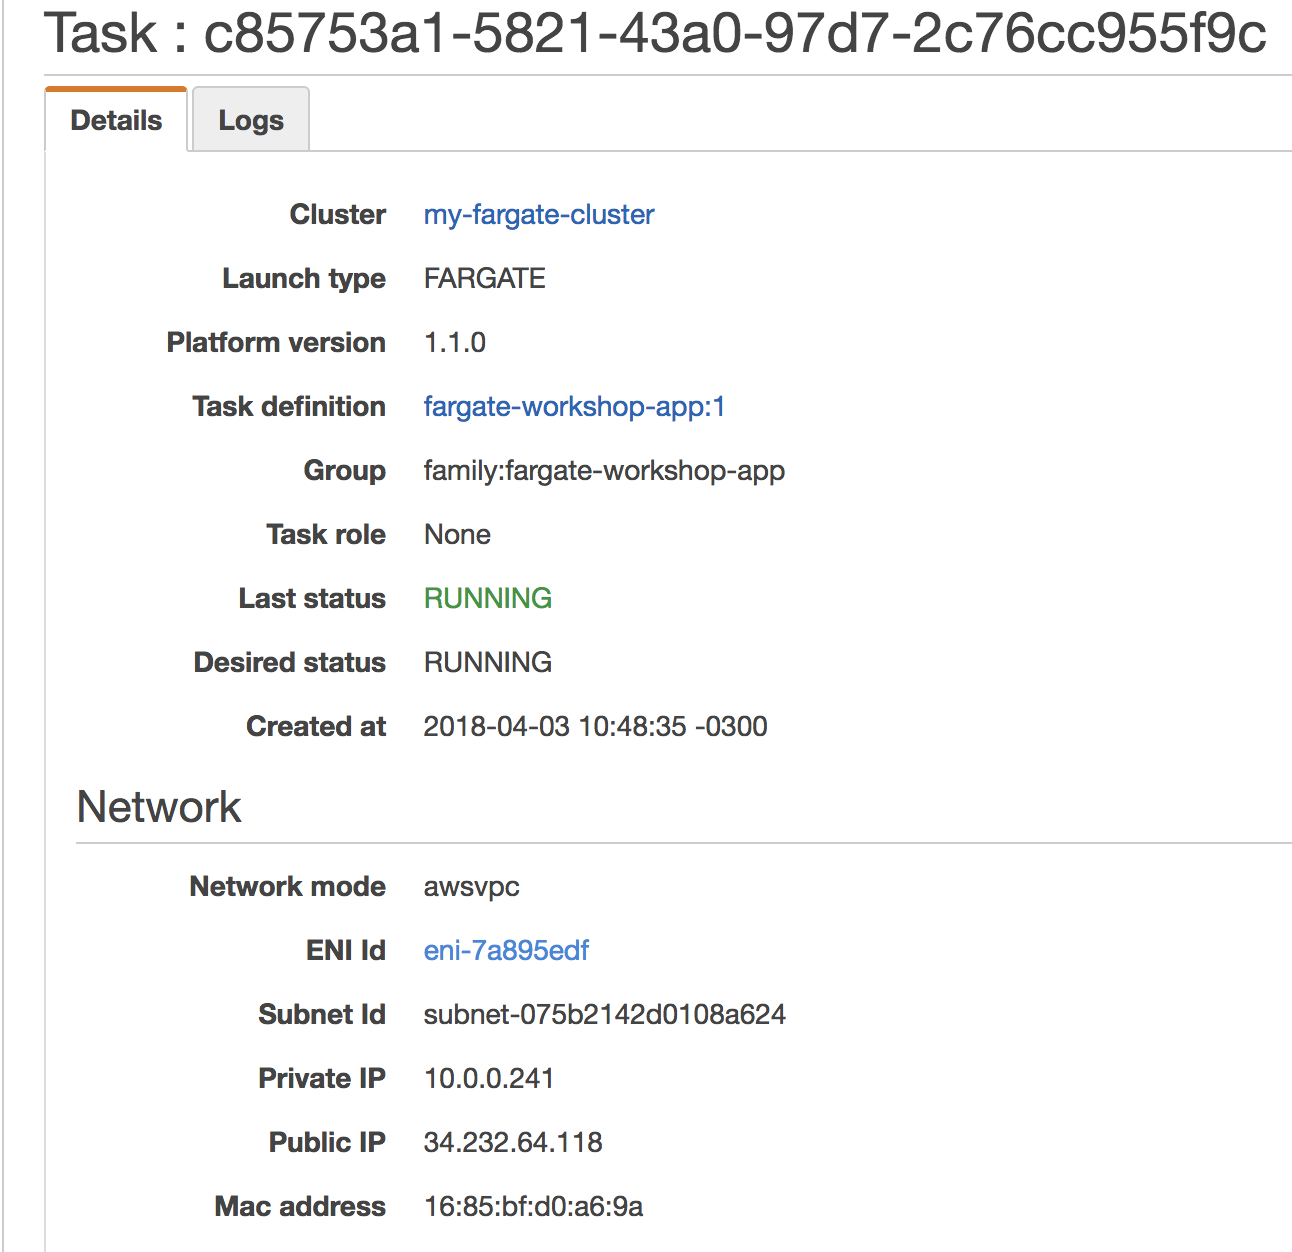 Task : c85753a1-5821-43a0-97d7-2c76cc955f9c
Details Logs
Cluster my-fargate-cluster
Launch type FARGATE
Platform version 1.1.0
Task definition fargate-workshop-app:1
Group family:fargate-workshop-app
Task role None
Last status RUNNING
Desired status RUNNING
Created at 2018-04-03 10:48:35 -0300
Network
Network mode awsvpc
ENI Id eni-7a895edf
Subnet Id subnet-075b2142d0108a624
Private IP 10.0.0.241
Public IP 34.232.64.118
Mac address 16:85:bf:d0:a6:9a